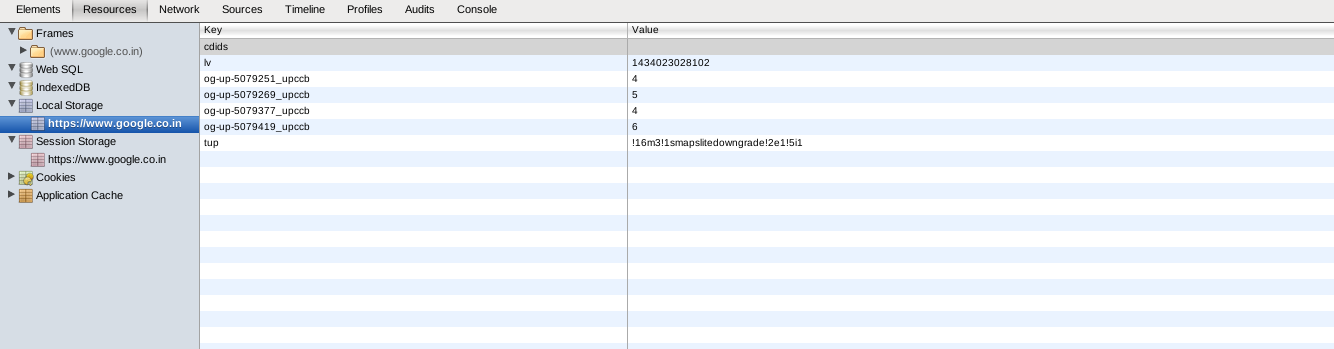 Elements Resources Network Sources Timeline Profiles Audits Console
Frames
(www.google.co.in)
Web SQL
IndexedDB
Local Storage
https://www.google.co.in
Session Storage
https://www.google.co.in
Cookies
Application Cache
Key Value
cdids
lv 1434023028102
og-up-5079251_upccb 4
og-up-5079269_upccb 5
og-up-5079377_upccb 4
og-up-5079419_upccb 6
tup !16m3!1smapslitedowngrade!2e1!5i1